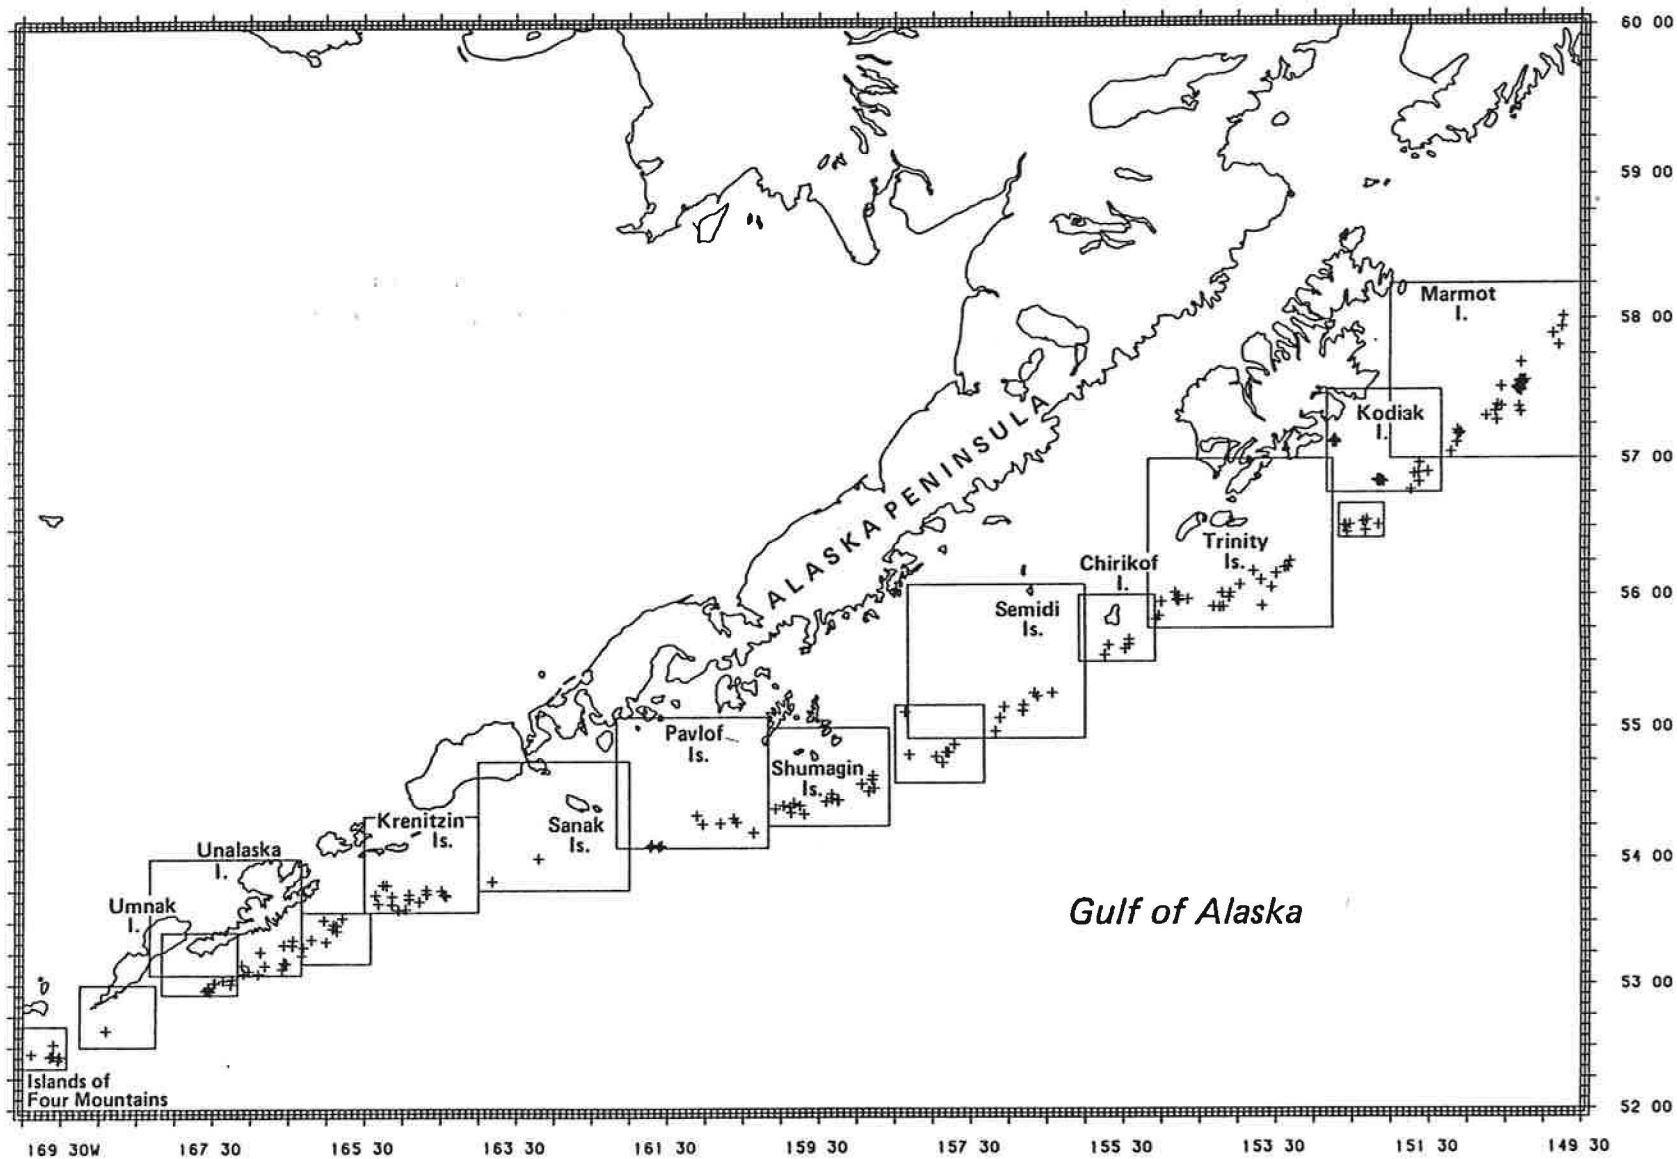 60 00
59 00
58 00
57 00
56 00
55 00
54 00
53 00
52 00
Marmot
I.
Kodiak
I.
Trinity
Is.
Chirikof
I.
Semidi
Is.
ALASKA PENINSULA
Pavlof
Is.
Shumagin
Is.
Sanak
Is.
Krenitzin
Is.
Unalaska
I.
Umnak
I.
Gulf of Alaska
Islands of
Four Mountains
169 30W 167 30 165 30 163 30 161 30 159 30 157 30 155 30 153 30 151 30 149 30